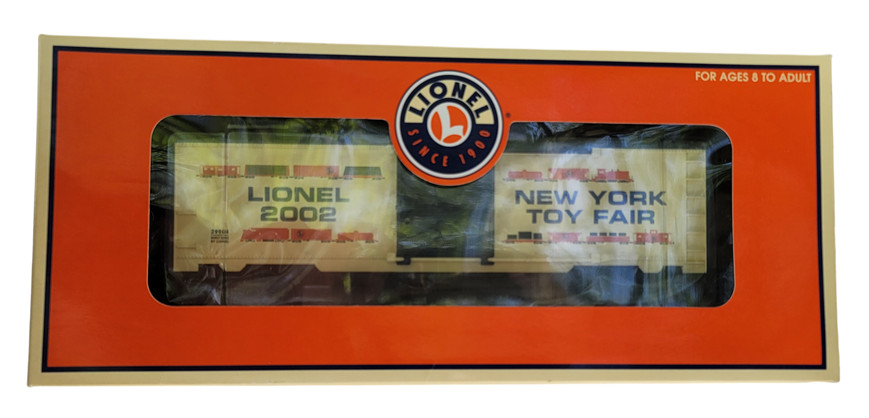 FOR AGES 8 TO ADULT
LIONEL
L
SINCE 1900
LIONEL
2002
NEW YORK
TOY FAIR